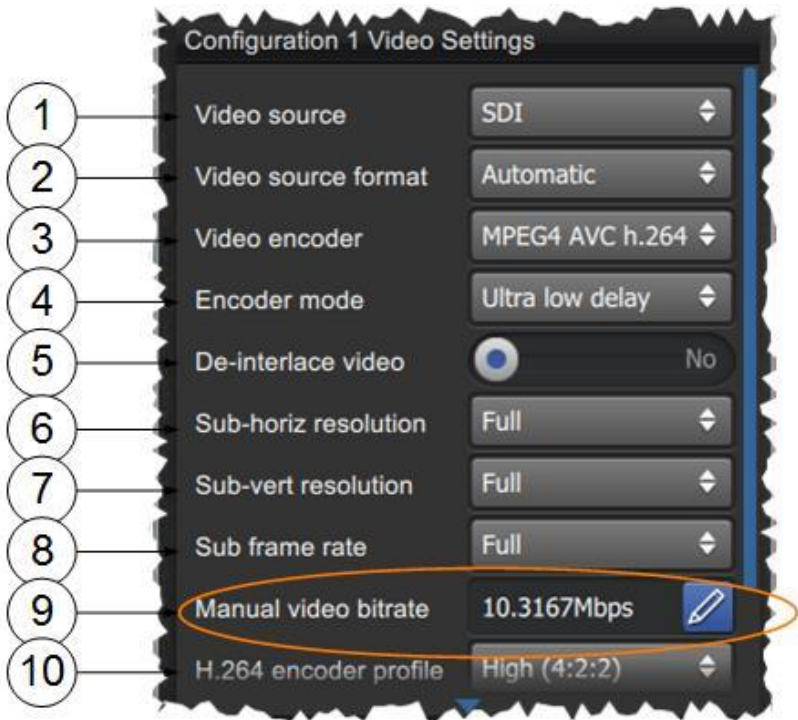 Configuration 1 Video Settings
1 Video source SDI
2 Video source format Automatic
3 Video encoder MPEG4 AVC h.264
4 Encoder mode Ultra low delay
5 De-interlace video No
6 Sub-horiz resolution Full
7 Sub-vert resolution Full
8 Sub frame rate Full
9 Manual video bitrate 10.3167Mbps
10 H.264 encoder profile High (4:2:2)